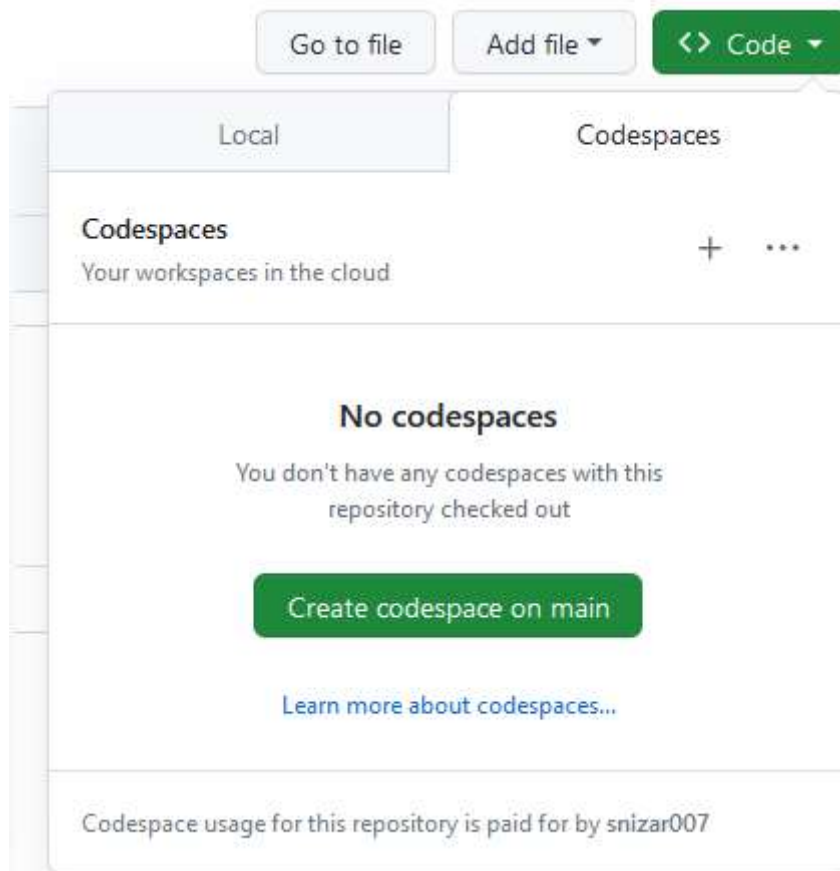 Go to file
Add file
<> Code
Local
Codespaces
Codespaces
Your workspaces in the cloud
No codespaces
You don't have any codespaces with this
repository checked out
Create codespace on main
Learn more about codespaces...
Codespace usage for this repository is paid for by snizar007